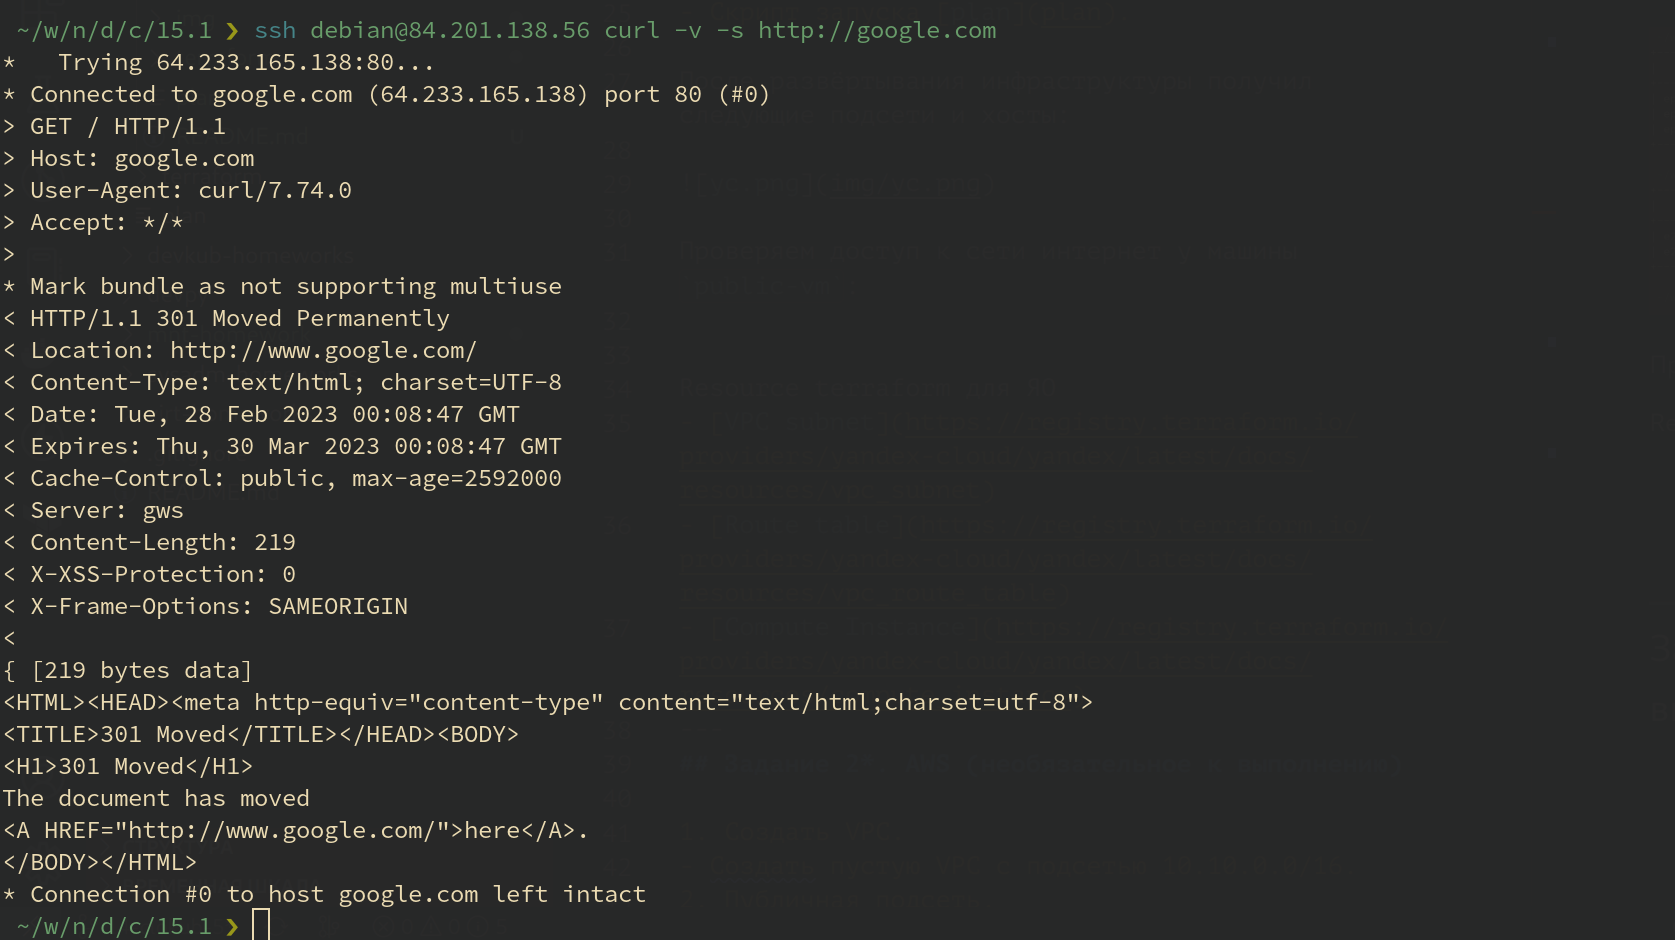 ~/w/n/d/c/15.1 ❯ ssh debian@84.201.138.56 curl -v -s http://google.com
*   Trying 64.233.165.138:80...
* Connected to google.com (64.233.165.138) port 80 (#0)
> GET / HTTP/1.1
> Host: google.com
> User-Agent: curl/7.74.0
> Accept: */*
>
* Mark bundle as not supporting multiuse
< HTTP/1.1 301 Moved Permanently
< Location: http://www.google.com/
< Content-Type: text/html; charset=UTF-8
< Date: Tue, 28 Feb 2023 00:08:47 GMT
< Expires: Thu, 30 Mar 2023 00:08:47 GMT
< Cache-Control: public, max-age=2592000
< Server: gws
< Content-Length: 219
< X-XSS-Protection: 0
< X-Frame-Options: SAMEORIGIN
<
{ [219 bytes data]
<HTML><HEAD><meta http-equiv="content-type" content="text/html;charset=utf-8">
<TITLE>301 Moved</TITLE></HEAD><BODY>
<H1>301 Moved</H1>
The document has moved
<A HREF="http://www.google.com/">here</A>.
</BODY></HTML>
* Connection #0 to host google.com left intact
~/w/n/d/c/15.1 ❯